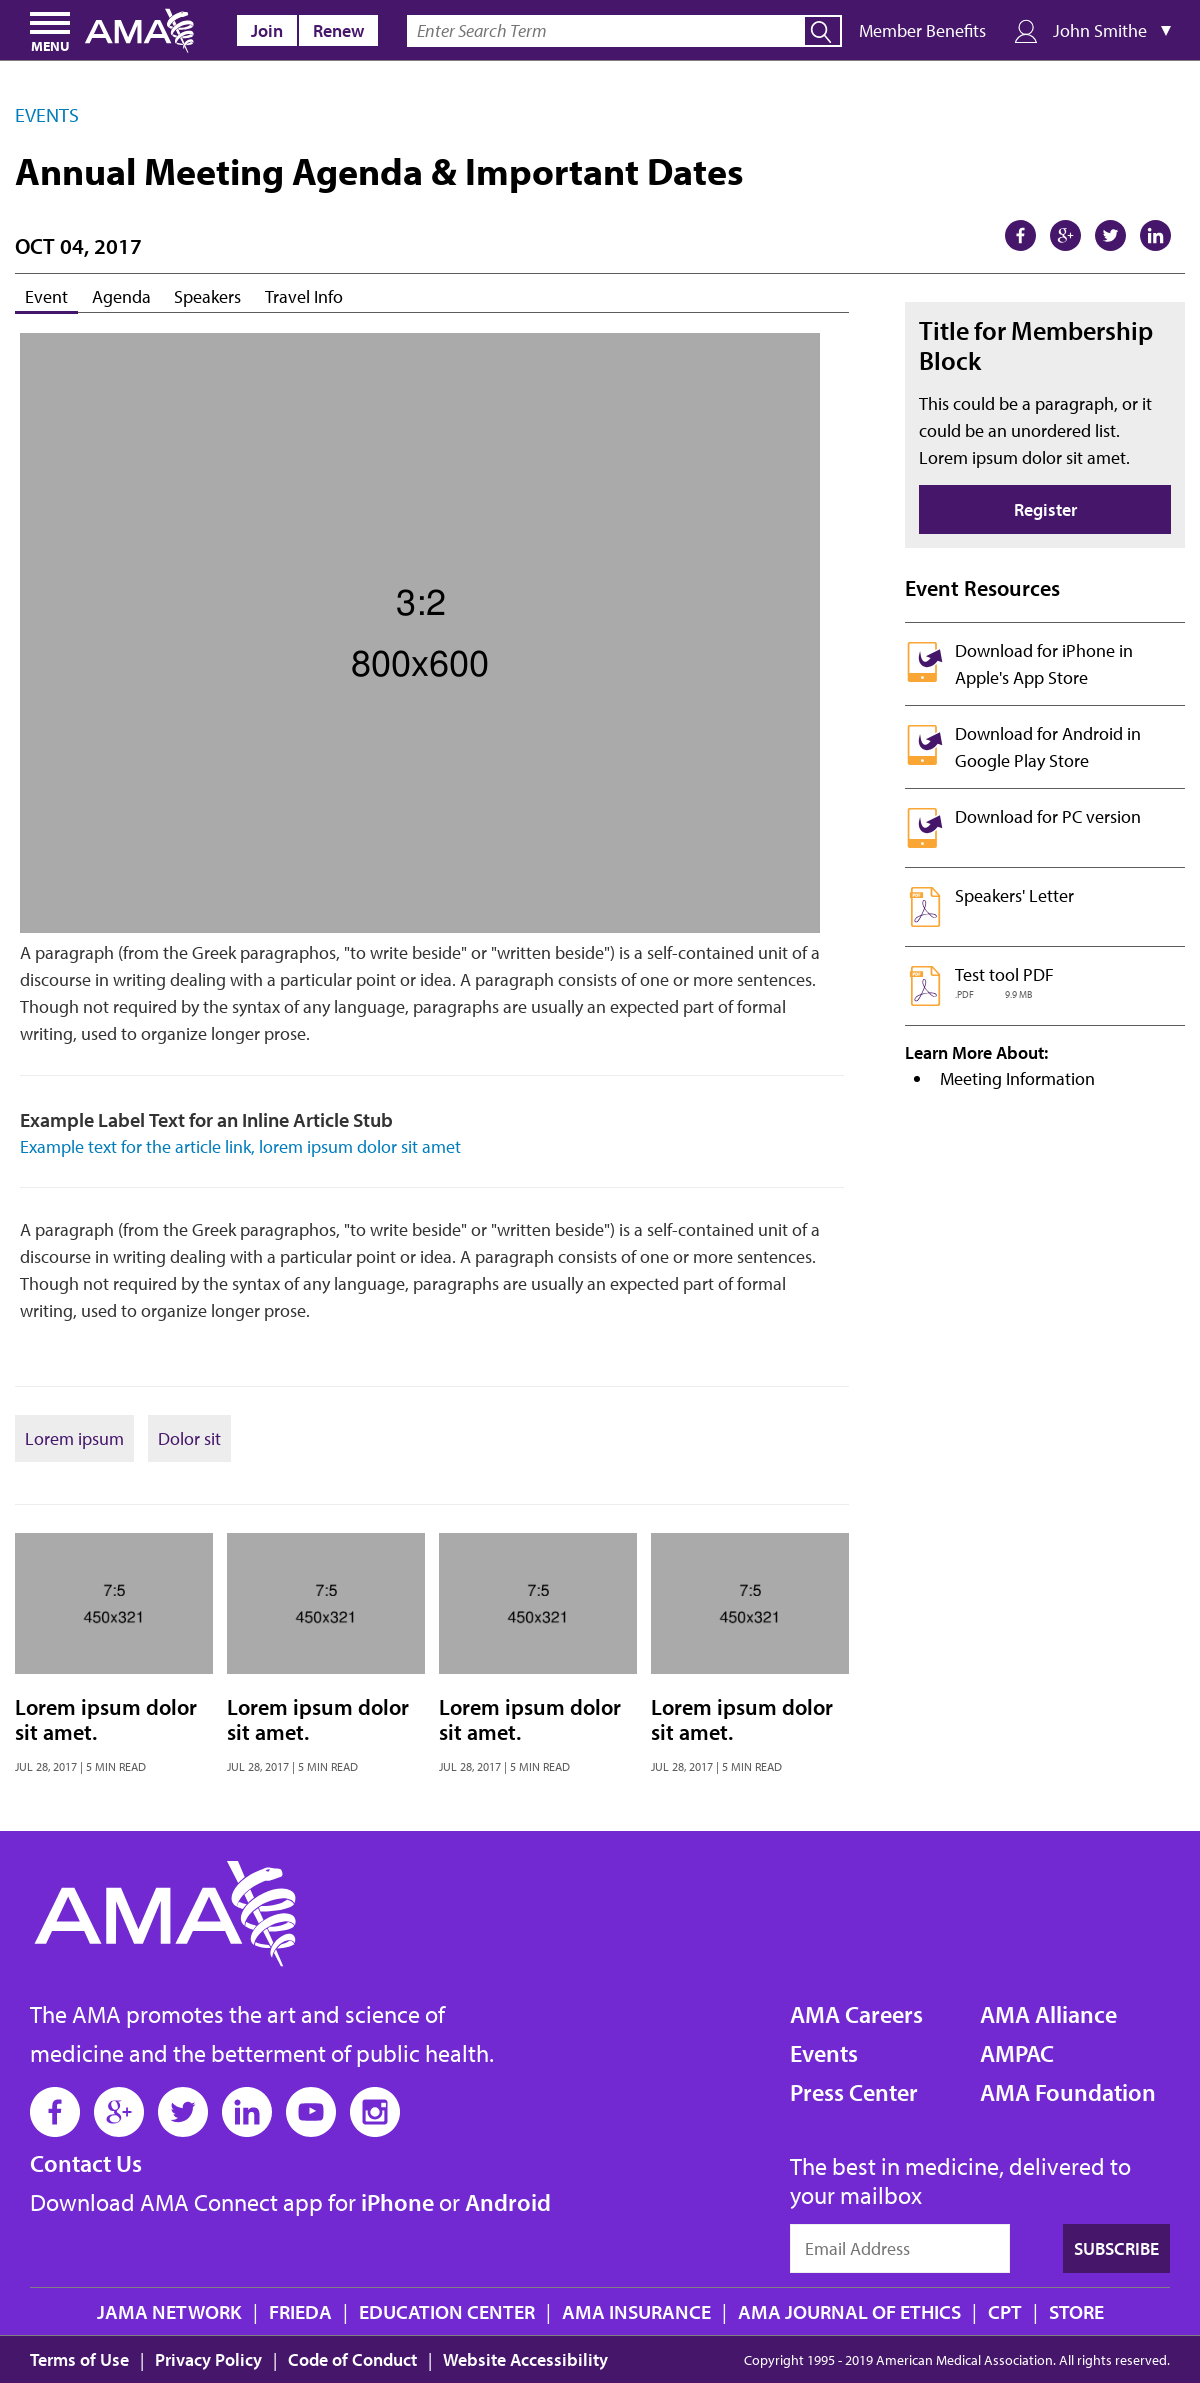 MENU
AMA
Join
Renew
Enter Search Term
Member Benefits
John Smithe
EVENTS
Annual Meeting Agenda & Important Dates
OCT 04, 2017
Event
Agenda
Speakers
Travel Info
3:2
800x600
A paragraph (from the Greek paragraphos, "to write beside" or "written beside") is a self-contained unit of a
discourse in writing dealing with a particular point or idea. A paragraph consists of one or more sentences.
Though not required by the syntax of any language, paragraphs are usually an expected part of formal
writing, used to organize longer prose.
Example Label Text for an Inline Article Stub
Example text for the article link, lorem ipsum dolor sit amet
A paragraph (from the Greek paragraphos, "to write beside" or "written beside") is a self-contained unit of a
discourse in writing dealing with a particular point or idea. A paragraph consists of one or more sentences.
Though not required by the syntax of any language, paragraphs are usually an expected part of formal
writing, used to organize longer prose.
Lorem ipsum
Dolor sit
7:5
450x321
Lorem ipsum dolor
sit amet.
JUL 28, 2017 | 5 MIN READ
7:5
450x321
Lorem ipsum dolor
sit amet.
JUL 28, 2017 | 5 MIN READ
7:5
450x321
Lorem ipsum dolor
sit amet.
JUL 28, 2017 | 5 MIN READ
7:5
450x321
Lorem ipsum dolor
sit amet.
JUL 28, 2017 | 5 MIN READ
Title for Membership
Block
This could be a paragraph, or it
could be an unordered list.
Lorem ipsum dolor sit amet.
Register
Event Resources
Download for iPhone in
Apple's App Store
Download for Android in
Google Play Store
Download for PC version
PDF
Speakers' Letter
PDF
Test tool PDF
.PDF 9.9 MB
Learn More About:
• Meeting Information
AMA
The AMA promotes the art and science of
medicine and the betterment of public health.
Contact Us
Download AMA Connect app for iPhone or Android
AMA Careers
Events
Press Center
AMA Alliance
AMPAC
AMA Foundation
The best in medicine, delivered to
your mailbox
Email Address
SUBSCRIBE
JAMA NETWORK | FRIEDA | EDUCATION CENTER | AMA INSURANCE | AMA JOURNAL OF ETHICS | CPT | STORE
Terms of Use | Privacy Policy | Code of Conduct | Website Accessibility
Copyright 1995 - 2019 American Medical Association. All rights reserved.